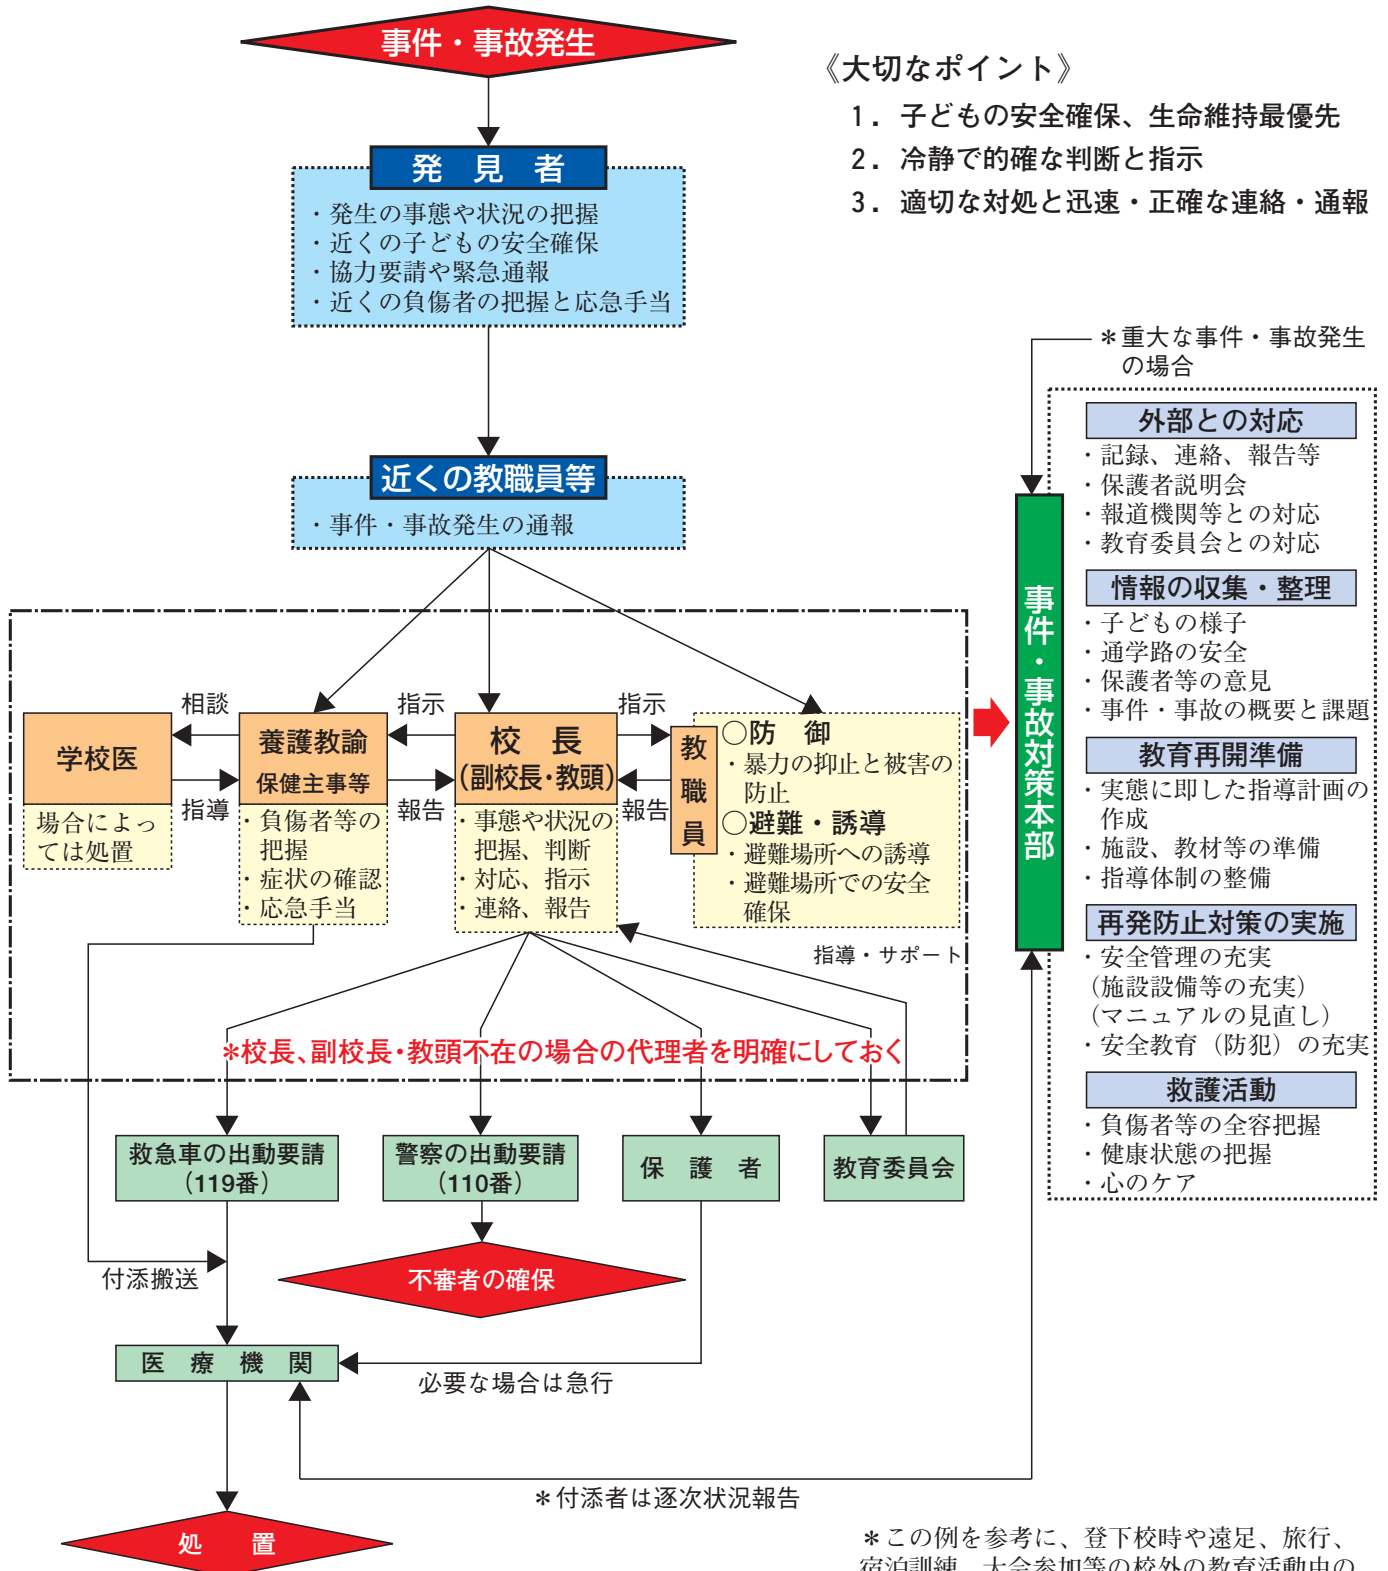 事件・事故発生
《大切なポイント》
1．子どもの安全確保、生命維持最優先
2．冷静で的確な判断と指示
3．適切な対処と迅速・正確な連絡・通報
発見者
・発生の事態や状況の把握
・近くの子どもの安全確保
・協力要請や緊急通報
・近くの負傷者の把握と応急手当
近くの教職員等
・事件・事故発生の通報
相談
指示
指示
学校医
養護教諭
保健主事等
校長
(副校長・教頭)
教職員
指導
報告
報告
場合によっ
ては処置
・負傷者等の
把握
・症状の確認
・応急手当
・事態や状況の
把握、判断
・対応、指示
・連絡、報告
○防御
・暴力の抑止と被害の
防止
○避難・誘導
・避難場所への誘導
・避難場所での安全
確保
指導・サポート
＊校長、副校長・教頭不在の場合の代理者を明確にしておく
救急車の出動要請
（119番）
警察の出動要請
（110番）
保護者
教育委員会
付添搬送
不審者の確保
医療機関
必要な場合は急行
＊付添者は逐次状況報告
処置
＊重大な事件・事故発生
の場合
事件・事故対策本部
外部との対応
・記録、連絡、報告等
・保護者説明会
・報道機関等との対応
・教育委員会との対応
情報の収集・整理
・子どもの様子
・通学路の安全
・保護者等の意見
・事件・事故の概要と課題
教育再開準備
・実態に即した指導計画の
作成
・施設、教材等の準備
・指導体制の整備
再発防止対策の実施
・安全管理の充実
（施設設備等の充実）
（マニュアルの見直し）
・安全教育（防犯）の充実
救護活動
・負傷者等の全容把握
・健康状態の把握
・心のケア
＊この例を参考に、登下校時や遠足、旅行、
宿泊訓練、大会参加等の校外の教育活動中の